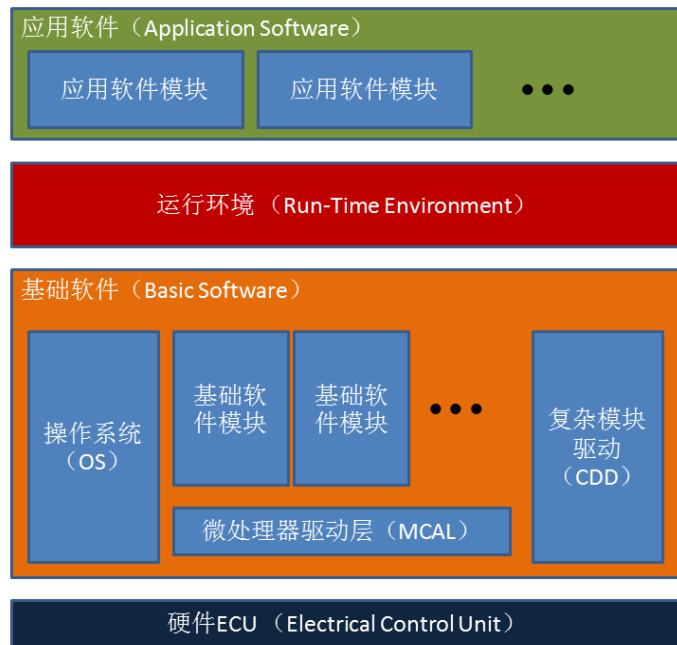 应用软件（Application Software）
应用软件模块
应用软件模块
运行环境 （Run-Time Environment）
基础软件（Basic Software）
操作系统
（OS）
基础软
件模块
基础软
件模块
复杂模块
驱动
（CDD）
微处理器驱动层（MCAL）
硬件ECU （Electrical Control Unit）